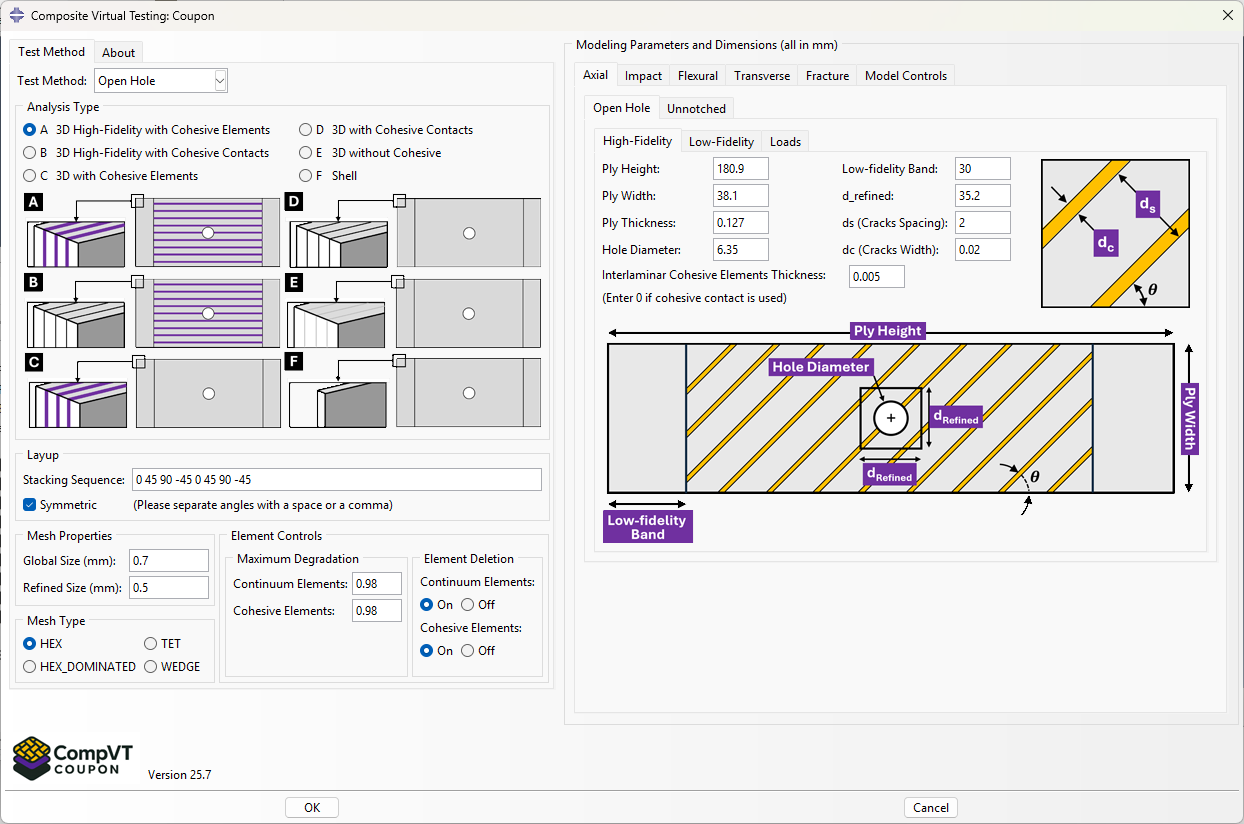 Composite Virtual Testing: Coupon
Test Method
About
Test Method:
Open Hole
Analysis Type
A 3D High-Fidelity with Cohesive Elements
D 3D with Cohesive Contacts
B 3D High-Fidelity with Cohesive Contacts
E 3D without Cohesive
C 3D with Cohesive Elements
F Shell
A
D
B
E
C
F
Layup
Stacking Sequence:
0 45 90 -45 0 45 90 -45
Symmetric
(Please separate angles with a space or a comma)
Mesh Properties
Global Size (mm):
0.7
Refined Size (mm):
0.5
Mesh Type
HEX
TET
HEX_DOMINATED
WEDGE
Element Controls
Maximum Degradation
Continuum Elements:
0.98
Cohesive Elements:
0.98
Element Deletion
Continuum Elements:
On
Off
Cohesive Elements:
On
Off
Modeling Parameters and Dimensions (all in mm)
Axial
Impact
Flexural
Transverse
Fracture
Model Controls
Open Hole
Unnotched
High-Fidelity
Low-Fidelity
Loads
Ply Height:
180.9
Low-fidelity Band:
30
Ply Width:
38.1
d_refined:
35.2
Ply Thickness:
0.127
ds (Cracks Spacing):
2
Hole Diameter:
6.35
dc (Cracks Width):
0.02
Interlaminar Cohesive Elements Thickness:
0.005
(Enter 0 if cohesive contact is used)
ds
dc
θ
Ply Height
Hole Diameter
dRefined
Ply Width
dRefined
θ
Low-fidelity
Band
CompVT
COUPON
Version 25.7
OK
Cancel